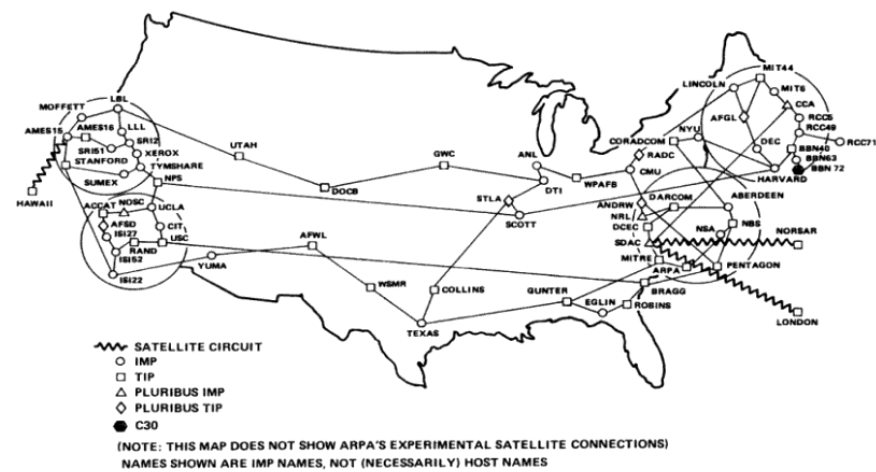 MIT44
LINCOLN
MOFFETT
LBL
MIT6
CCA
AMES15
AMES16
LLL
AFGL
RCC5
RCC49
SRI51
SRI2
UTAH
CORADCOM
NYU
DEC
RCC71
STANFORD
XEROX
GWC
ANL
RADC
BBN40
TYMSHARE
CMU
BBN63
SUMEX
NPS
DOCB
DTI
WPAFB
HARVARD
BBN 72
HAWAII
STLA
ANDRW
DARCOM
ABERDEEN
ACCAT
NOSC
UCLA
SCOTT
NRL
AFSD
CIT
DCEC
NSA
NBS
NORSAR
ISI27
RAND
USC
AFWL
SDAC
ISI52
MITRE
ARPA
PENTAGON
ISI22
YUMA
WSMR
COLLINS
GUNTER
BRAGG
EGLIN
ROBINS
TEXAS
LONDON
SATELLITE CIRCUIT
IMP
TIP
PLURIBUS IMP
PLURIBUS TIP
C30
(NOTE: THIS MAP DOES NOT SHOW ARPA'S EXPERIMENTAL SATELLITE CONNECTIONS)
NAMES SHOWN ARE IMP NAMES, NOT (NECESSARILY) HOST NAMES